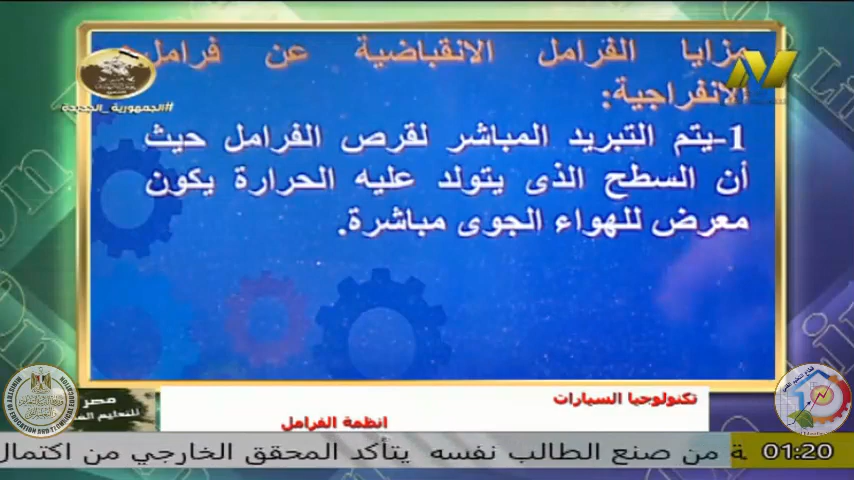 مزايا الفرامل الانقباضية عن فرامل
الانفراجية:
1-يتم التبريد المباشر لقرص الفرامل حيث
أن السطح الذى يتولد عليه الحرارة يكون
معرض للهواء الجوى مباشرة.
#الجمهورية_الجديدة
تكنولوجيا السيارات
انظمة الفرامل
مصر
للتعليم
من صنع الطالب نفسه يتأكد المحقق الخارجي من اكتمال
01:20